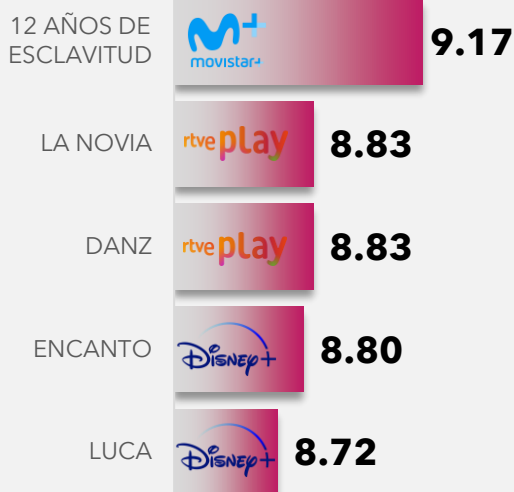 12 AÑOS DE
ESCLAVITUD
M+
movistar+
9.17
LA NOVIA
rtve play
8.83
DANZ
rtve play
8.83
ENCANTO
Disney+
8.80
LUCA
Disney+
8.72